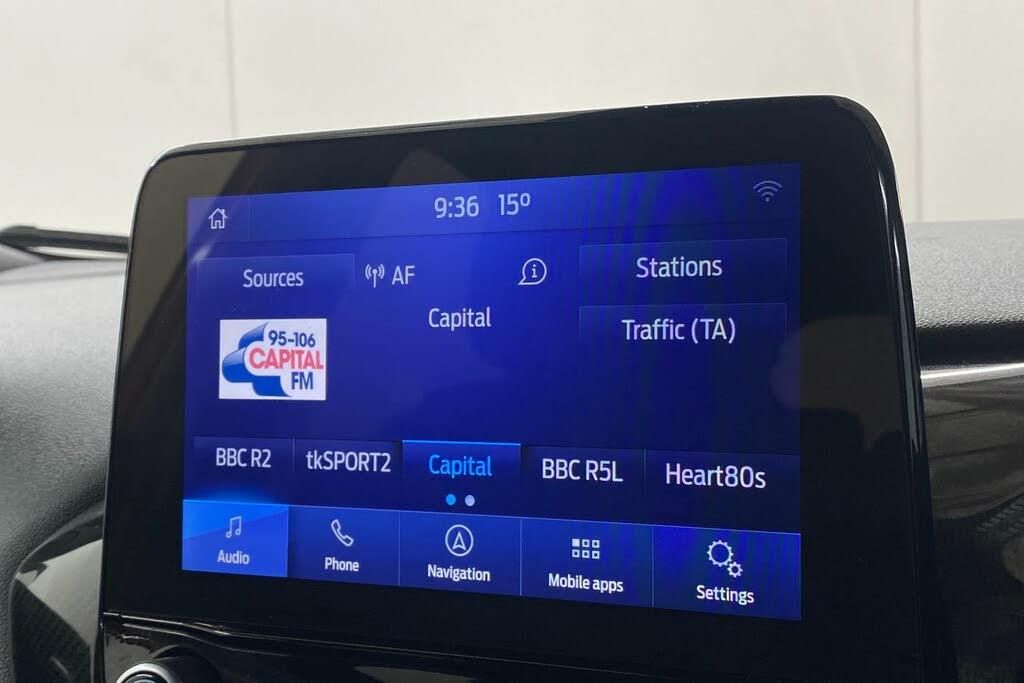 9:36 15°
Sources
AF
i
Stations
Capital
Traffic (TA)
95-106
CAPITAL
FM
BBC R2
tkSPORT2
Capital
BBC R5L
Heart80s
Audio
Phone
Navigation
Mobile apps
Settings